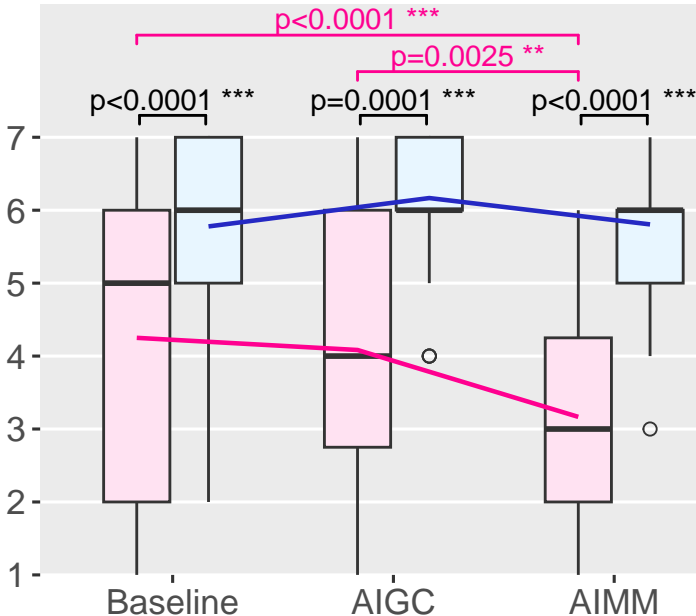 p<0.0001 ***
p=0.0025 **
p<0.0001 *** p=0.0001 *** p<0.0001 ***
7
6
5
4
3
2
1
Baseline AIGC AIMM